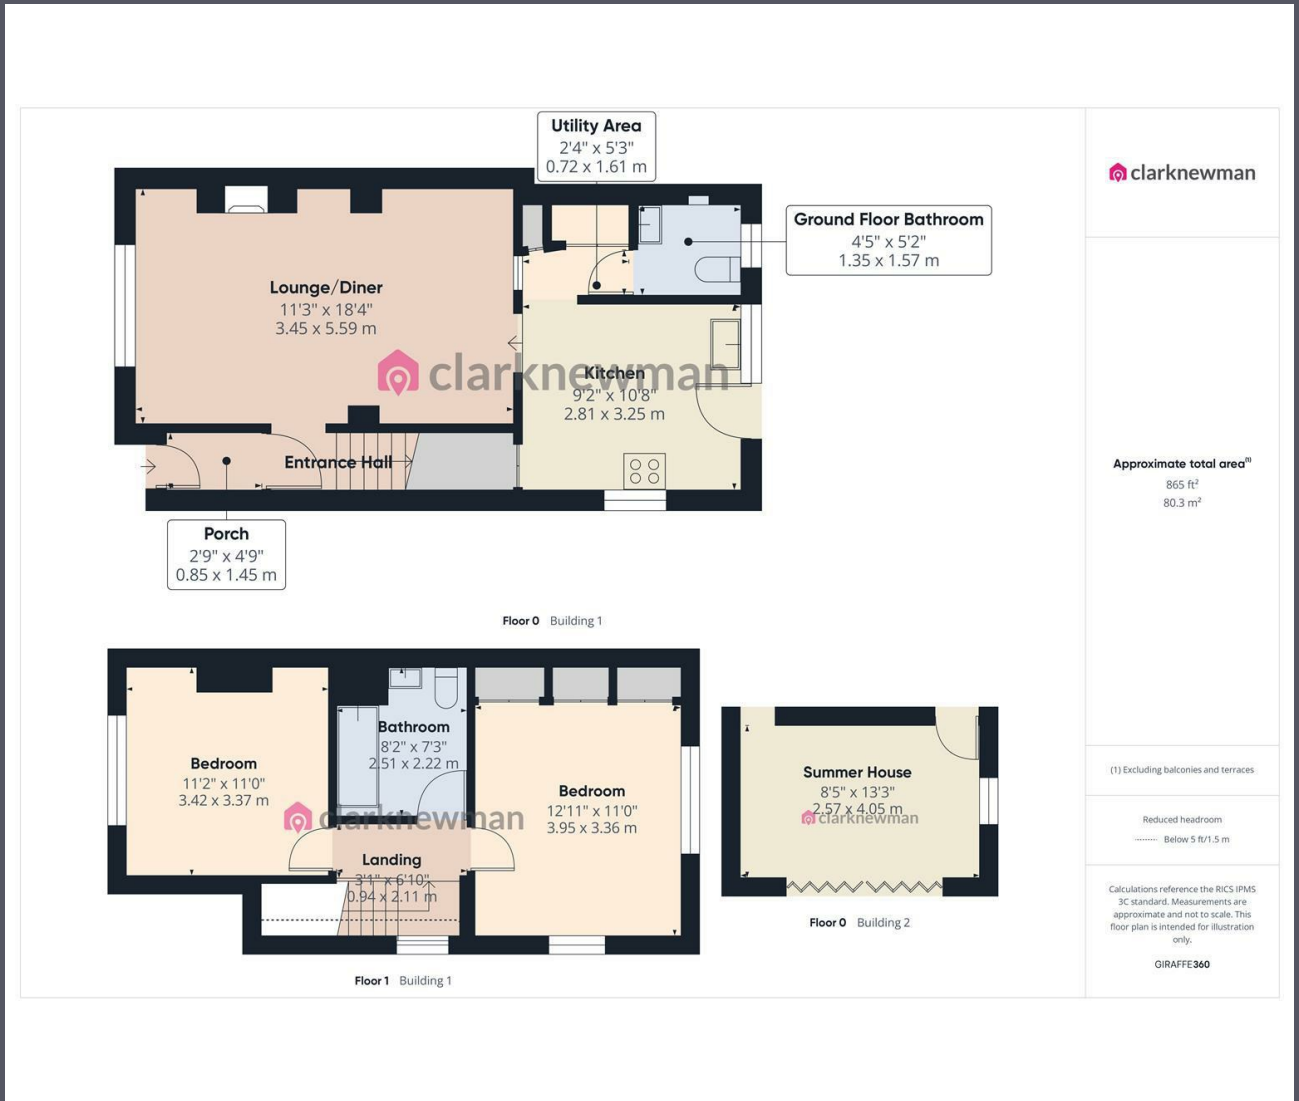 Utility Area
2'4" x 5'3"
0.72 x 1.61 m
Ground Floor Bathroom
4'5" x 5'2"
1.35 x 1.57 m
Lounge/Diner
11'3" x 18'4"
3.45 x 5.59 m
clarknewman
Kitchen
9'2" x 10'8"
2.81 x 3.25 m
Entrance Hall
Porch
2'9" x 4'9"
0.85 x 1.45 m
Floor 0 Building 1
Bedroom
11'2" x 11'0"
3.42 x 3.37 m
Bathroom
8'2" x 7'3"
2.51 x 2.22 m
clarknewman
Landing
3'1" x 6'10"
0.94 x 2.11 m
Bedroom
12'11" x 11'0"
3.95 x 3.36 m
Floor 1 Building 1
Summer House
8'5" x 13'3"
2.57 x 4.05 m
clarknewman
Floor 0 Building 2
clarknewman
Approximate total area(1)
865 ft²
80.3 m²
(1) Excluding balconies and terraces
Reduced headroom
Below 5 ft/1.5 m
Calculations reference the RICS IPMS
3C standard. Measurements are
approximate and not to scale. This
floor plan is intended for illustration
only.
GIRAFFE360